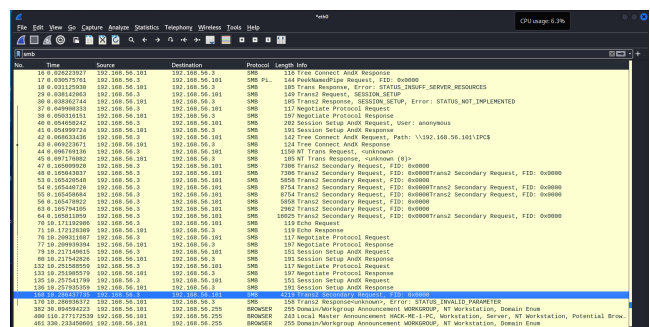 *eth0
CPU usage: 6.3%
File Edit View Go Capture Analyze Statistics Telephony Wireless Tools Help
smb
No. Time Source Destination Protocol Length Info
16 0.026223927 192.168.56.101 192.168.56.3 SMB 116 Tree Connect AndX Response
17 0.030575761 192.168.56.3 192.168.56.101 SMB Pi… 144 PeekNamedPipe Request, FID: 0x0000
18 0.031125930 192.168.56.101 192.168.56.3 SMB 105 Trans Response, Error: STATUS_INSUFF_SERVER_RESOURCES
29 0.038142063 192.168.56.3 192.168.56.101 SMB 149 Trans2 Request, SESSION_SETUP
30 0.038362744 192.168.56.101 192.168.56.3 SMB 105 Trans2 Response, SESSION_SETUP, Error: STATUS_NOT_IMPLEMENTED
37 0.049908333 192.168.56.3 192.168.56.101 SMB 117 Negotiate Protocol Request
38 0.050316151 192.168.56.101 192.168.56.3 SMB 197 Negotiate Protocol Response
40 0.054658242 192.168.56.3 192.168.56.101 SMB 202 Session Setup AndX Request, User: anonymous
41 0.054999724 192.168.56.101 192.168.56.3 SMB 191 Session Setup AndX Response
42 0.068633436 192.168.56.3 192.168.56.101 SMB 142 Tree Connect AndX Request, Path: \\192.168.56.101\IPC$
43 0.069223671 192.168.56.101 192.168.56.3 SMB 124 Tree Connect AndX Response
44 0.096769136 192.168.56.3 192.168.56.101 SMB 1150 NT Trans Request, <unknown>
45 0.097176082 192.168.56.101 192.168.56.3 SMB 105 NT Trans Response, <unknown (0)>
47 0.165009928 192.168.56.3 192.168.56.101 SMB 7306 Trans2 Secondary Request, FID: 0x0000
48 0.165043037 192.168.56.3 192.168.56.101 SMB 7306 Trans2 Secondary Request, FID: 0x0000Trans2 Secondary Request, FID: 0x0000
53 0.165426548 192.168.56.3 192.168.56.101 SMB 5858 Trans2 Secondary Request, FID: 0x0000
54 0.165448729 192.168.56.3 192.168.56.101 SMB 8754 Trans2 Secondary Request, FID: 0x0000Trans2 Secondary Request, FID: 0x0000
55 0.165458664 192.168.56.3 192.168.56.101 SMB 8754 Trans2 Secondary Request, FID: 0x0000Trans2 Secondary Request, FID: 0x0000
56 0.165478922 192.168.56.3 192.168.56.101 SMB 5858 Trans2 Secondary Request, FID: 0x0000
63 0.165794105 192.168.56.3 192.168.56.101 SMB 2962 Trans2 Secondary Request, FID: 0x0000
64 0.165811059 192.168.56.3 192.168.56.101 SMB 16025 Trans2 Secondary Request, FID: 0x0000Trans2 Secondary Request, FID: 0x0000
70 10.171192986 192.168.56.3 192.168.56.101 SMB 119 Echo Request
71 10.172128389 192.168.56.101 192.168.56.3 SMB 119 Echo Response
76 10.209311687 192.168.56.3 192.168.56.101 SMB 117 Negotiate Protocol Request
77 10.209939394 192.168.56.101 192.168.56.3 SMB 197 Negotiate Protocol Response
79 10.217149615 192.168.56.3 192.168.56.101 SMB 151 Session Setup AndX Request
80 10.217542826 192.168.56.101 192.168.56.3 SMB 191 Session Setup AndX Response
132 10.251588559 192.168.56.3 192.168.56.101 SMB 117 Negotiate Protocol Request
133 10.251985579 192.168.56.101 192.168.56.3 SMB 197 Negotiate Protocol Response
135 10.257541799 192.168.56.3 192.168.56.101 SMB 151 Session Setup AndX Request
136 10.257935359 192.168.56.101 192.168.56.3 SMB 191 Session Setup AndX Response
168 10.286437735 192.168.56.3 192.168.56.101 SMB 4219 Trans2 Secondary Request, FID: 0x0000
170 10.286936372 192.168.56.101 192.168.56.3 SMB 158 Trans2 Response<unknown>, Error: STATUS_INVALID_PARAMETER
382 30.094594223 192.168.56.101 192.168.56.255 BROWSER 255 Domain/Workgroup Announcement WORKGROUP, NT Workstation, Domain Enum
400 116.277172539 192.168.56.101 192.168.56.255 BROWSER 243 Local Master Announcement HACK-ME-1-PC, Workstation, Server, NT Workstation, Potential Brow…
461 330.233450601 192.168.56.101 192.168.56.255 BROWSER 255 Domain/Workgroup Announcement WORKGROUP, NT Workstation, Domain Enum